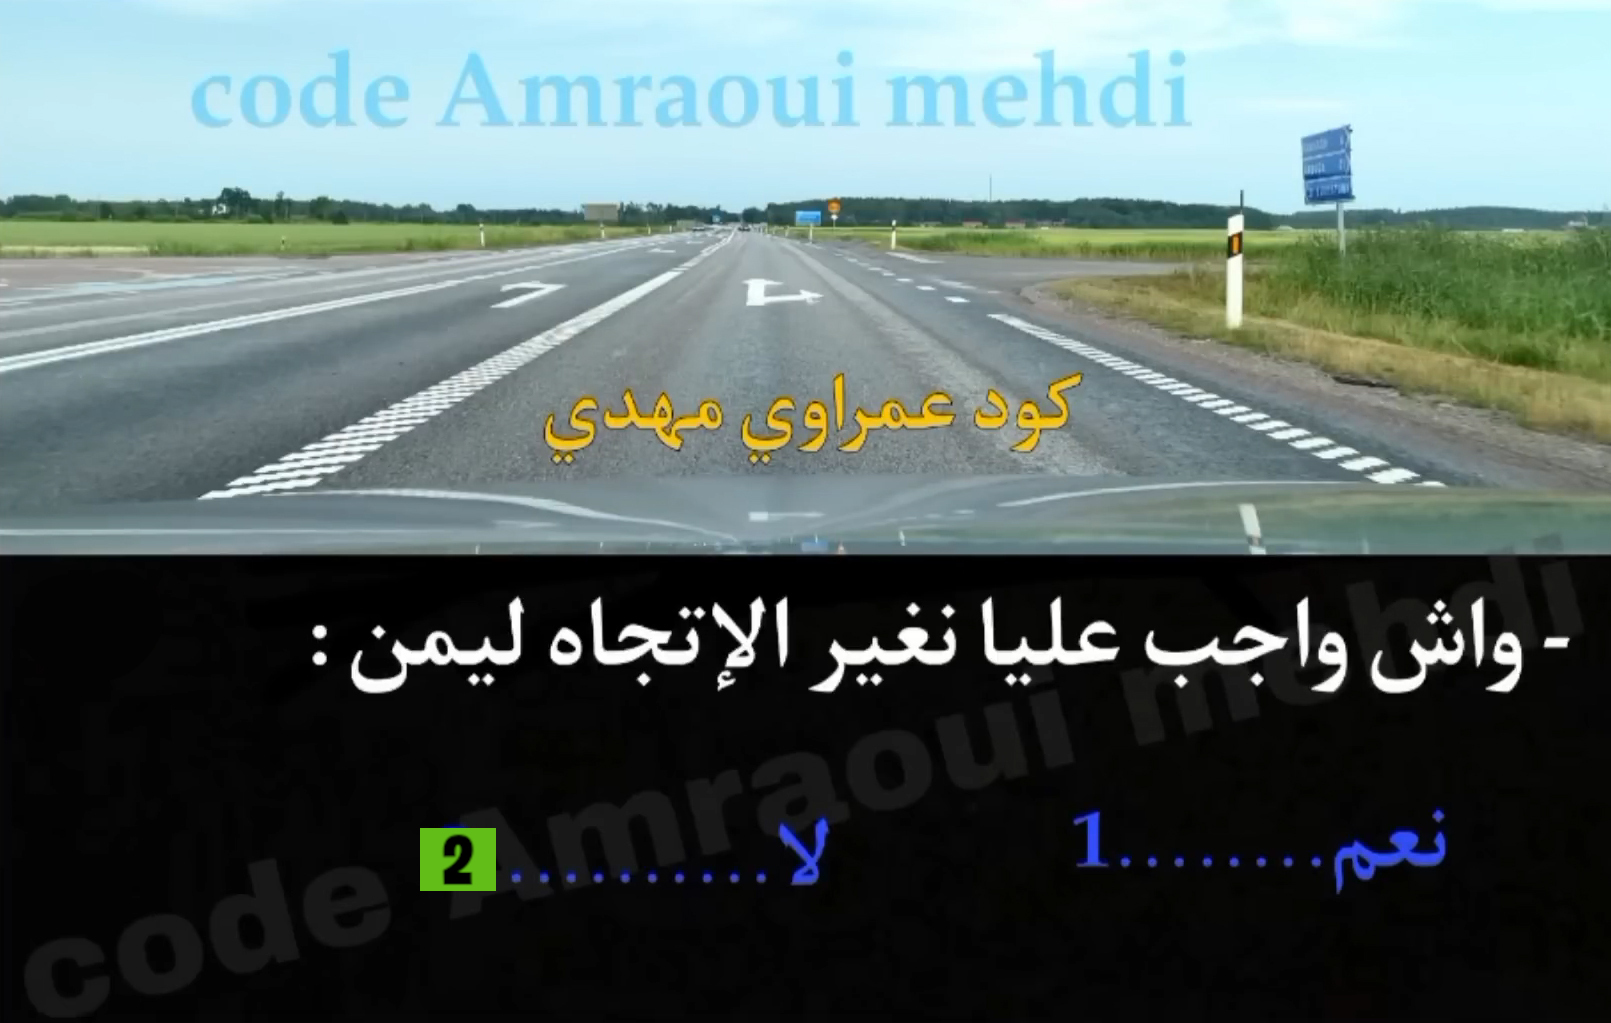 code Amraoui mehdi
كود عمراوي مهدي
- واش واجب عليا نغير الإتجاه ليمن :
نعم........1 لا..........2
code Amraoui mehdi